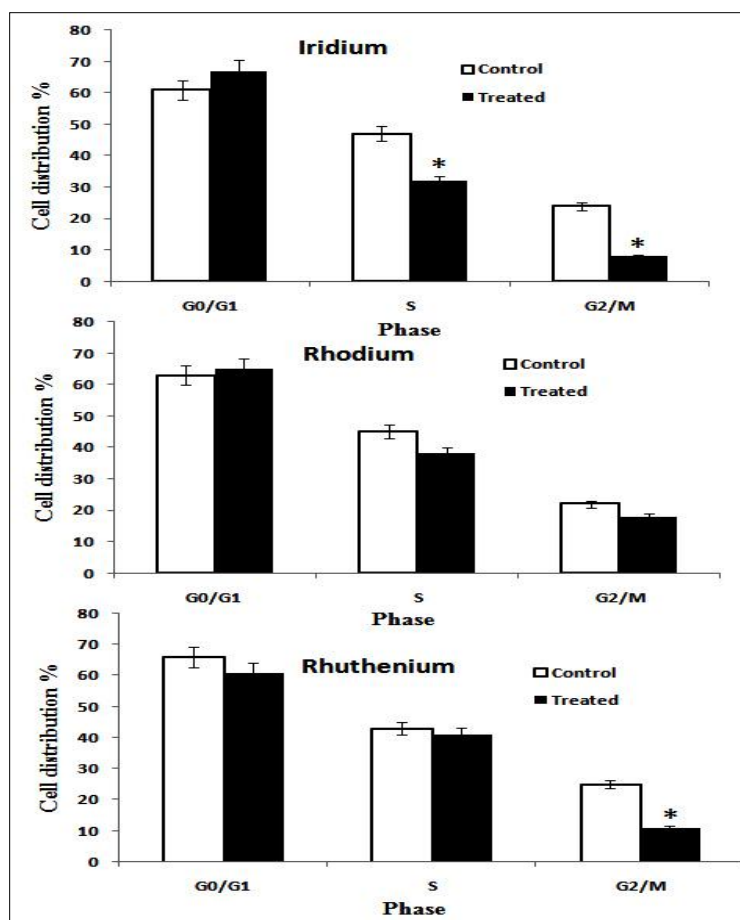 Iridium
Control
Treated
Cell distribution %
80
70
60
50
40
30
20
10
0
*
*
G0/G1 S G2/M
Phase
Rhodium
Control
Treated
Cell distribution %
80
70
60
50
40
30
20
10
0
G0/G1 S G2/M
Phase
Rhuthenium
Control
Treated
Cell distribution %
80
70
60
50
40
30
20
10
0
*
G0/G1 S G2/M
Phase